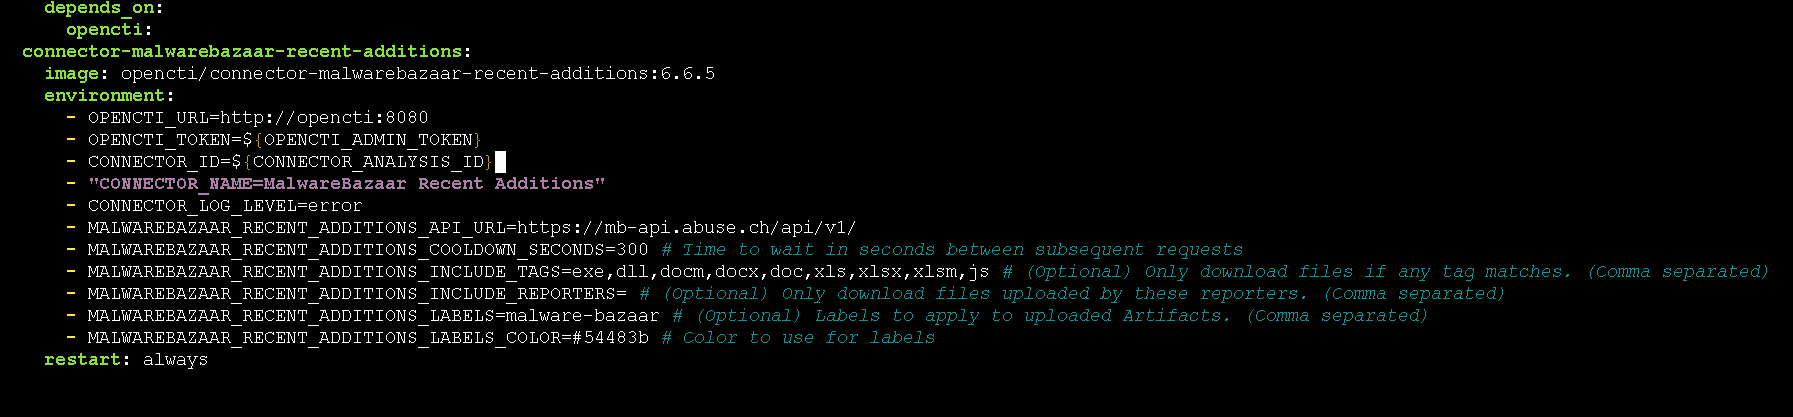 depends_on:
opencti:
connector-malwarebazaar-recent-additions:
image: opencti/connector-malwarebazaar-recent-additions:6.6.5
environment:
- OPENCTI_URL=http://opencti:8080
- OPENCTI_TOKEN=${OPENCTI_ADMIN_TOKEN}
- CONNECTOR_ID=${CONNECTOR_ANALYSIS_ID}
- "CONNECTOR_NAME=MalwareBazaar Recent Additions"
- CONNECTOR_LOG_LEVEL=error
- MALWAREBAZAAR_RECENT_ADDITIONS_API_URL=https://mb-api.abuse.ch/api/v1/
- MALWAREBAZAAR_RECENT_ADDITIONS_COOLDOWN_SECONDS=300 # Time to wait in seconds between subsequent requests
- MALWAREBAZAAR_RECENT_ADDITIONS_INCLUDE_TAGS=exe,dll,docm,docx,doc,xls,xlsx,xlsm,js # (Optional) Only download files if any tag matches. (Comma separated)
- MALWAREBAZAAR_RECENT_ADDITIONS_INCLUDE_REPORTERS= # (Optional) Only download files uploaded by these reporters. (Comma separated)
- MALWAREBAZAAR_RECENT_ADDITIONS_LABELS=malware-bazaar # (Optional) Labels to apply to uploaded Artifacts. (Comma separated)
- MALWAREBAZAAR_RECENT_ADDITIONS_LABELS_COLOR=#54483b # Color to use for labels
restart: always